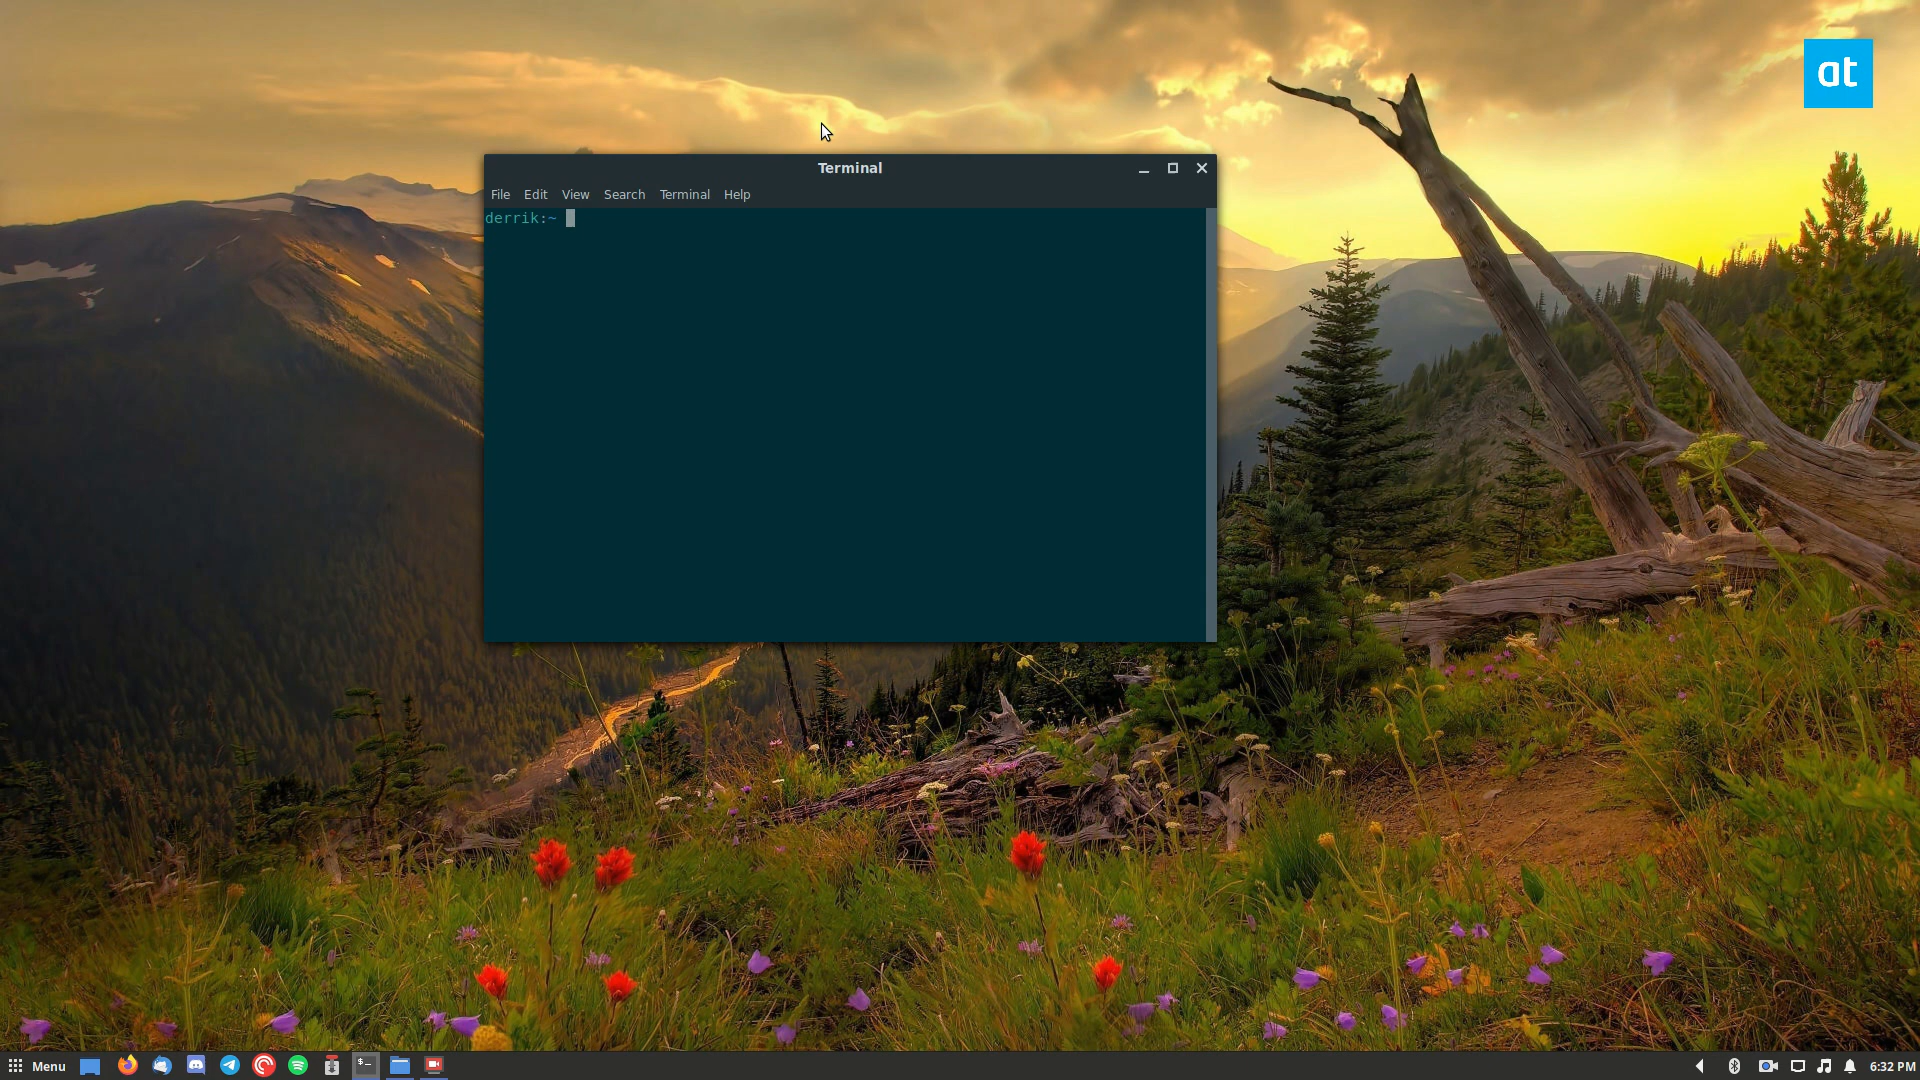 at
Terminal
File Edit View Search Terminal Help
derrik:~
Menu
$-
6:32 PM